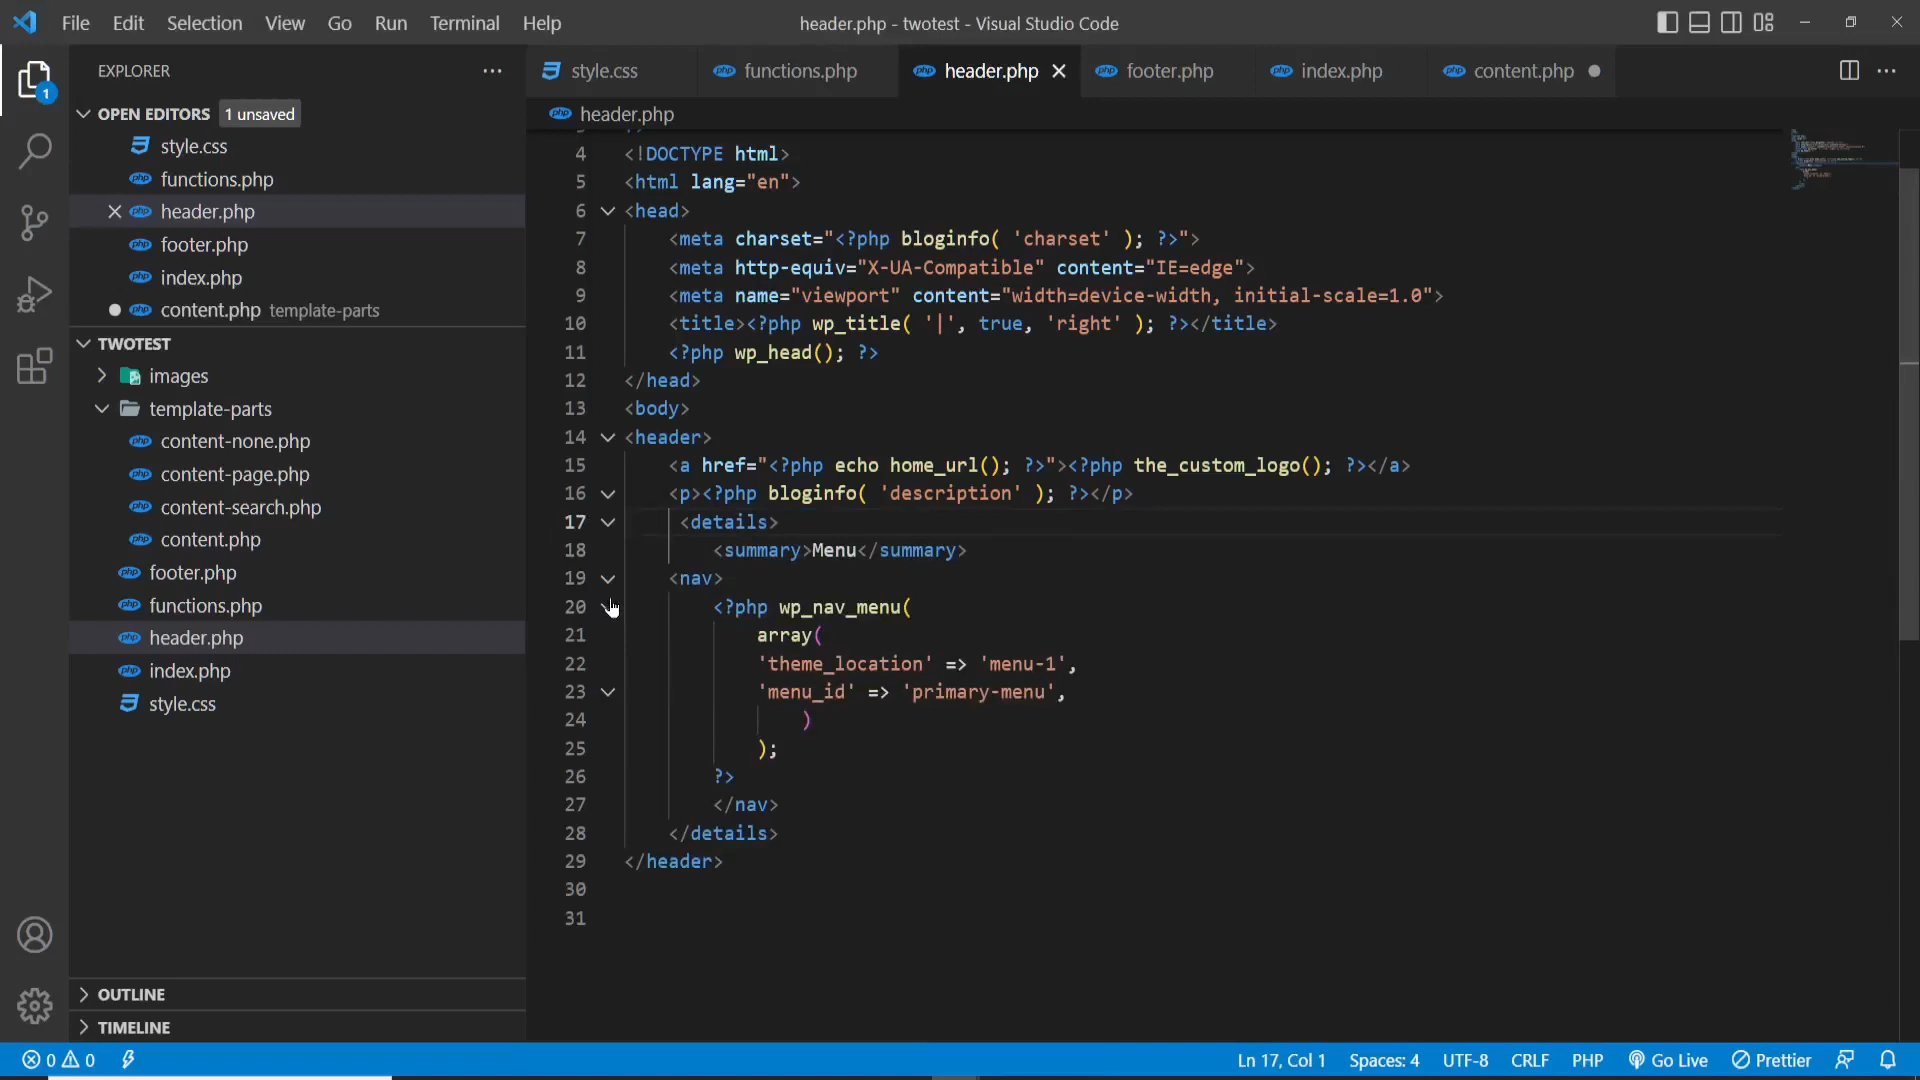 File Edit Selection View Go Run Terminal Help
header.php - twotest - Visual Studio Code
EXPLORER
1
OPEN EDITORS 1 unsaved
style.css
functions.php
header.php
footer.php
index.php
content.php template-parts
TWOTEST
images
template-parts
content-none.php
content-page.php
content-search.php
content.php
footer.php
functions.php
header.php
index.php
style.css
OUTLINE
TIMELINE
style.css functions.php header.php footer.php index.php content.php
header.php
4 <!DOCTYPE html>
5 <html lang="en">
6 <head>
7 <meta charset="<?php bloginfo( 'charset' ); ?>">
8 <meta http-equiv="X-UA-Compatible" content="IE=edge">
9 <meta name="viewport" content="width=device-width, initial-scale=1.0">
10 <title><?php wp_title( '|', true, 'right' ); ?></title>
11 <?php wp_head(); ?>
12 </head>
13 <body>
14 <header>
15 <a href="<?php echo home_url(); ?>"><?php the_custom_logo(); ?></a>
16 <p><?php bloginfo( 'description' ); ?></p>
17 <details>
18 <summary>Menu</summary>
19 <nav>
20 <?php wp_nav_menu(
21 array(
22 'theme_location' => 'menu-1',
23 'menu_id' => 'primary-menu',
24 )
25 );
26 ?>
27 </nav>
28 </details>
29 </header>
30
31
0 0 Ln 17, Col 1 Spaces: 4 UTF-8 CRLF PHP Go Live Prettier